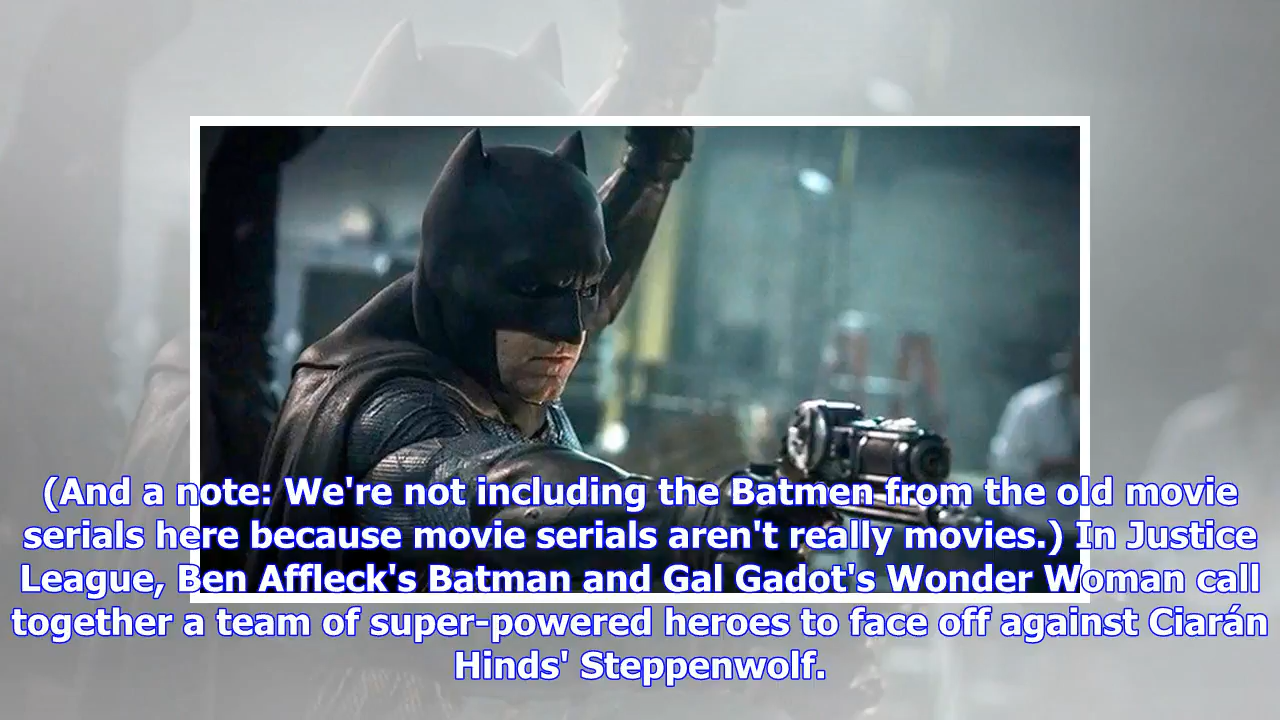 (And a note: We're not including the Batmen from the old movie
serials here because movie serials aren't really movies.) In Justice
League, Ben Affleck's Batman and Gal Gadot's Wonder Woman call
together a team of super-powered heroes to face off against Ciarán
Hinds' Steppenwolf.